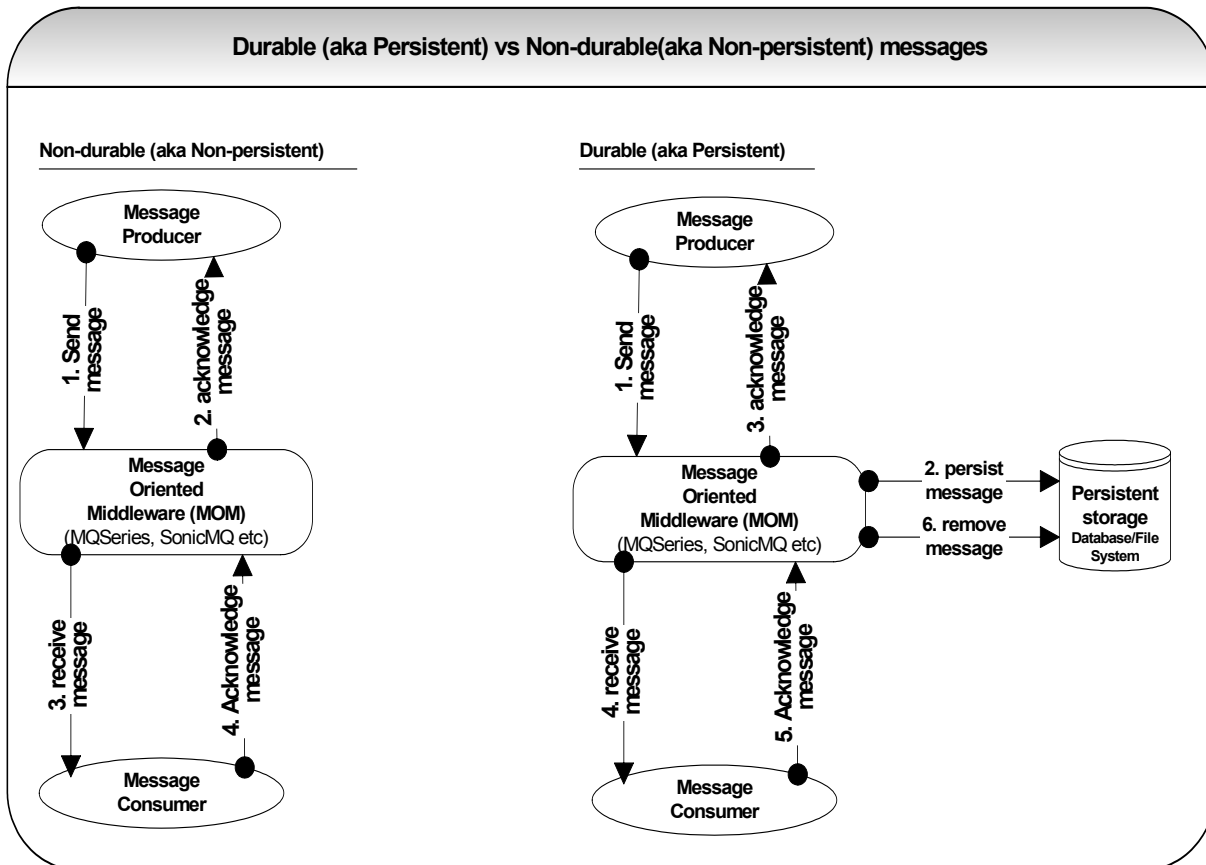 Durable (aka Persistent) vs Non-durable(aka Non-persistent) messages
Non-durable (aka Non-persistent)
Message
Producer
1. Send
message
2. acknowledge
message
Message
Oriented
Middleware (MOM)
(MQSeries, SonicMQ etc)
3. receive
message
4. Acknowledge
message
Message
Consumer
Durable (aka Persistent)
Message
Producer
1. Send
message
3. acknowledge
message
Message
Oriented
Middleware (MOM)
(MQSeries, SonicMQ etc)
2. persist
message
6. remove
message
Persistent
storage
Database/File
System
4. receive
message
5. Acknowledge
message
Message
Consumer